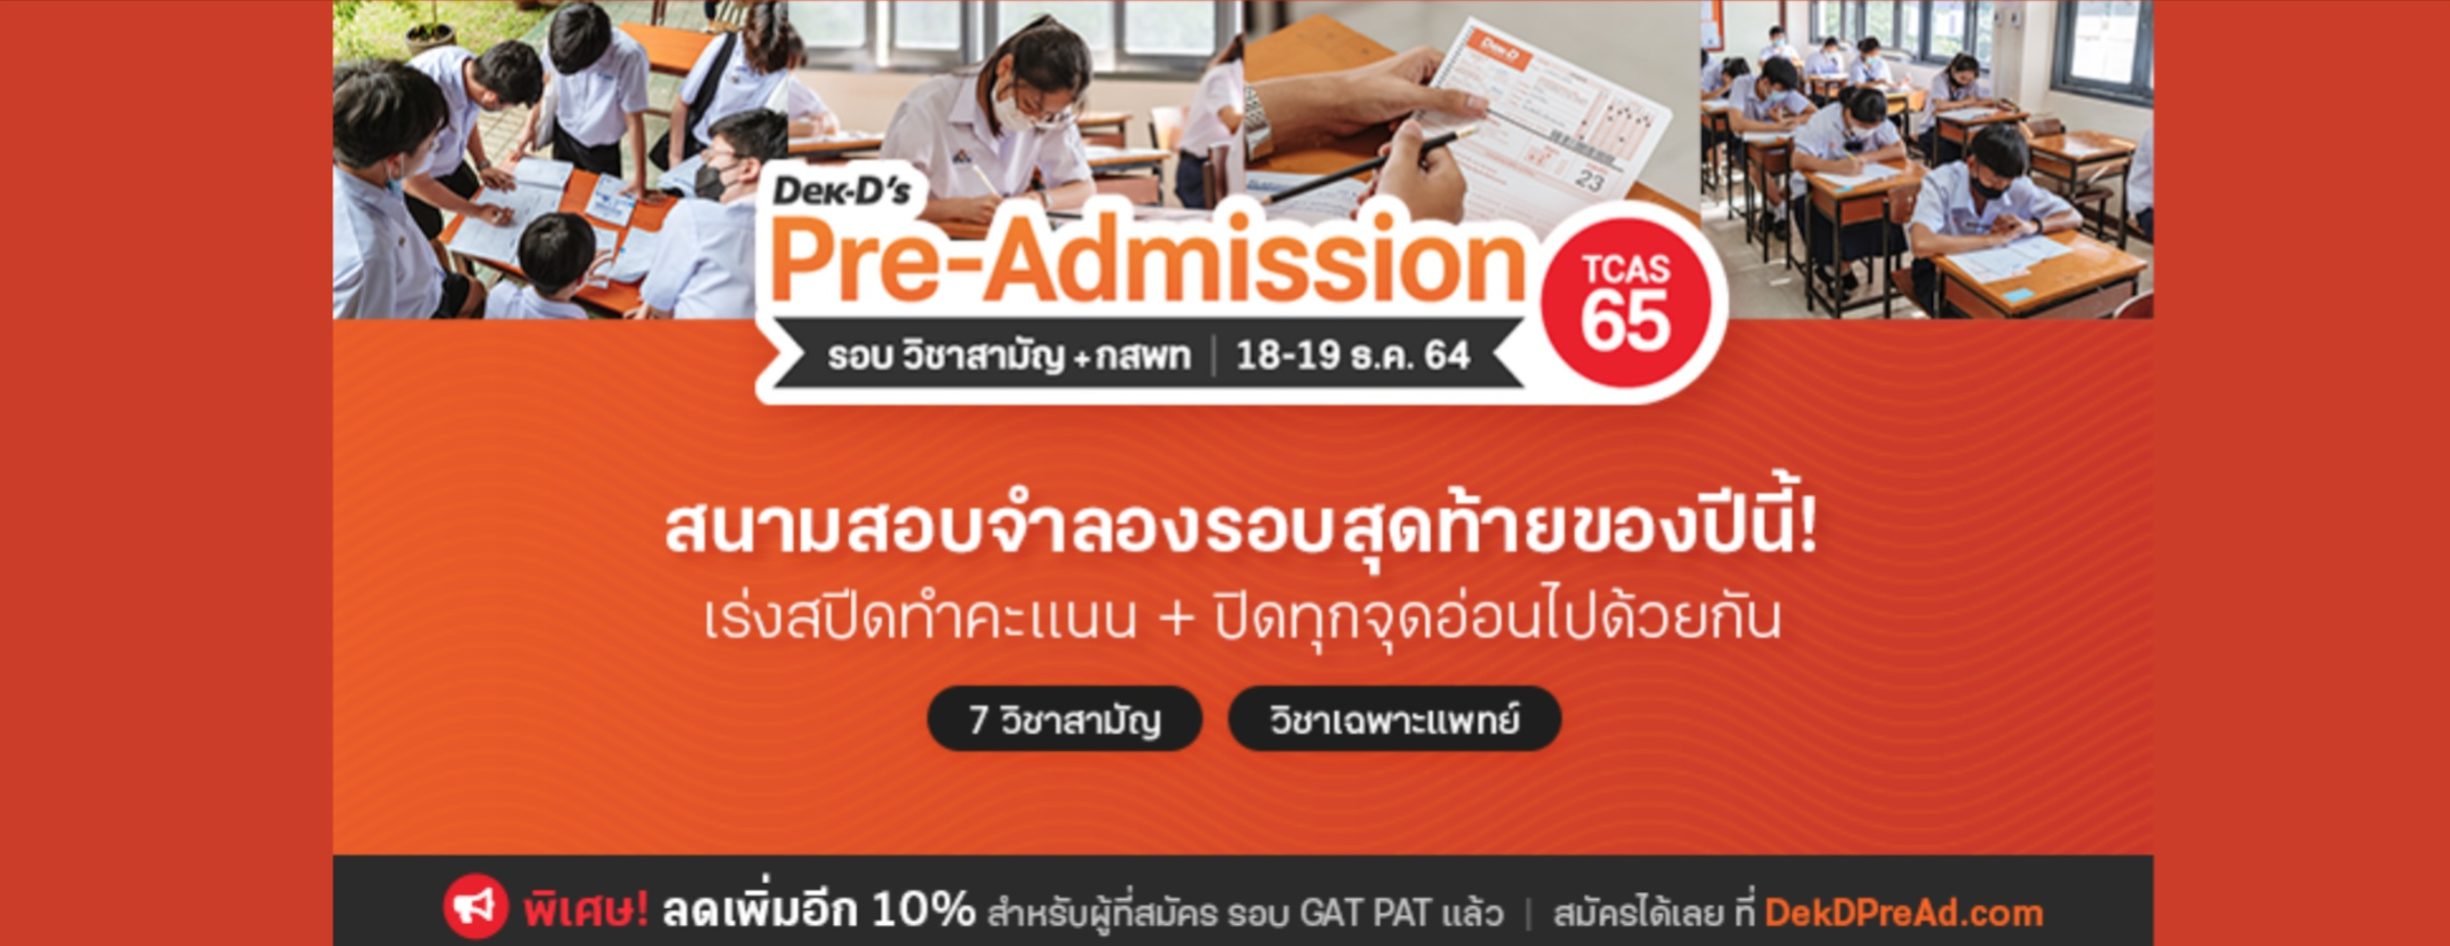 Dek-D
23
Dek-D's
Pre-Admission
TCAS
65
รอบ วิชาสามัญ + กสพท | 18-19 ธ.ค. 64
สนามสอบจำลองรอบสุดท้ายของปีนี้!
เร่งสปีดทำคะแนน + ปิดทุกจุดอ่อนไปด้วยกัน
7 วิชาสามัญ
วิชาเฉพาะแพทย์
พิเศษ! ลดเพิ่มอีก 10% สำหรับผู้ที่สมัคร รอบ GAT PAT แล้ว | สมัครได้เลย ที่ DekDPreAd.com